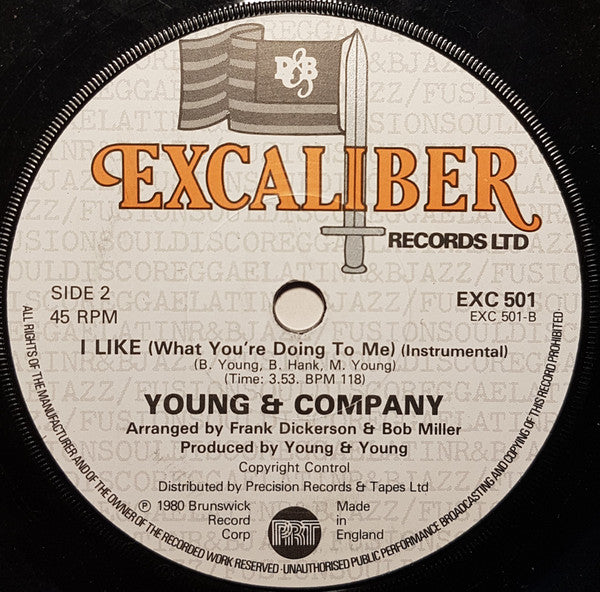 R&B
EXCALIBER
RECORDS LTD
SIDE 2
45 RPM
EXC 501
EXC 501-B
I LIKE (What You're Doing To Me) (Instrumental)
(B. Young, B. Hank, M. Young)
(Time: 3.53. BPM 118)
YOUNG & COMPANY
Arranged by Frank Dickerson & Bob Miller
Produced by Young & Young
Copyright Control
Distributed by Precision Records & Tapes Ltd
℗ 1980 Brunswick
Record
Corp
PRT
Made
in
England
ALL RIGHTS OF THE MANUFACTURER AND OF THE OWNER OF THE RECORDED WORK RESERVED · UNAUTHORISED PUBLIC PERFORMANCE BROADCASTING AND COPYING OF THIS RECORD PROHIBITED